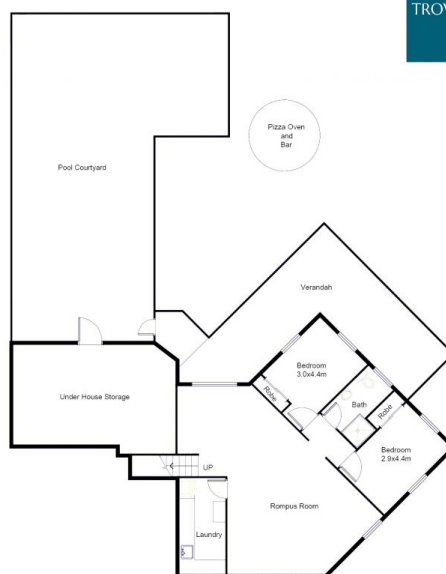 TROV
Pizza Oven
and
Bar
Pool Courtyard
Verandah
Bedroom
3.0x4.4m
Robe
Bath
Robe
Under House Storage
Bedroom
2.9x4.4m
UP
Rompus Room
Laundry